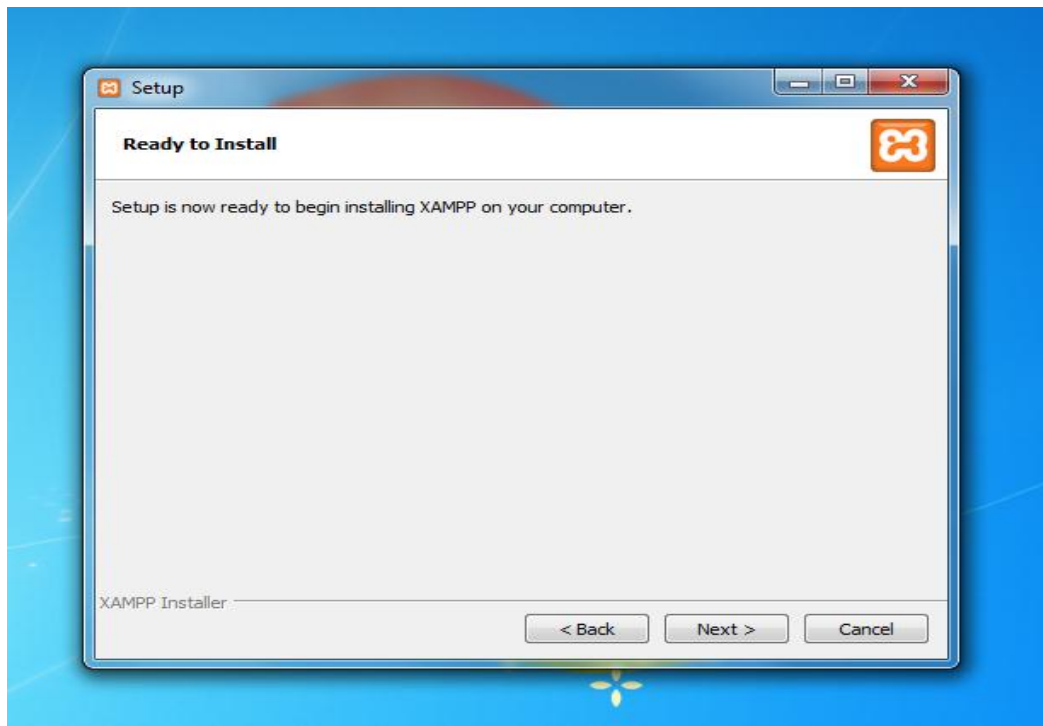 Setup
Ready to Install
Setup is now ready to begin installing XAMPP on your computer.
XAMPP Installer
< Back Next > Cancel